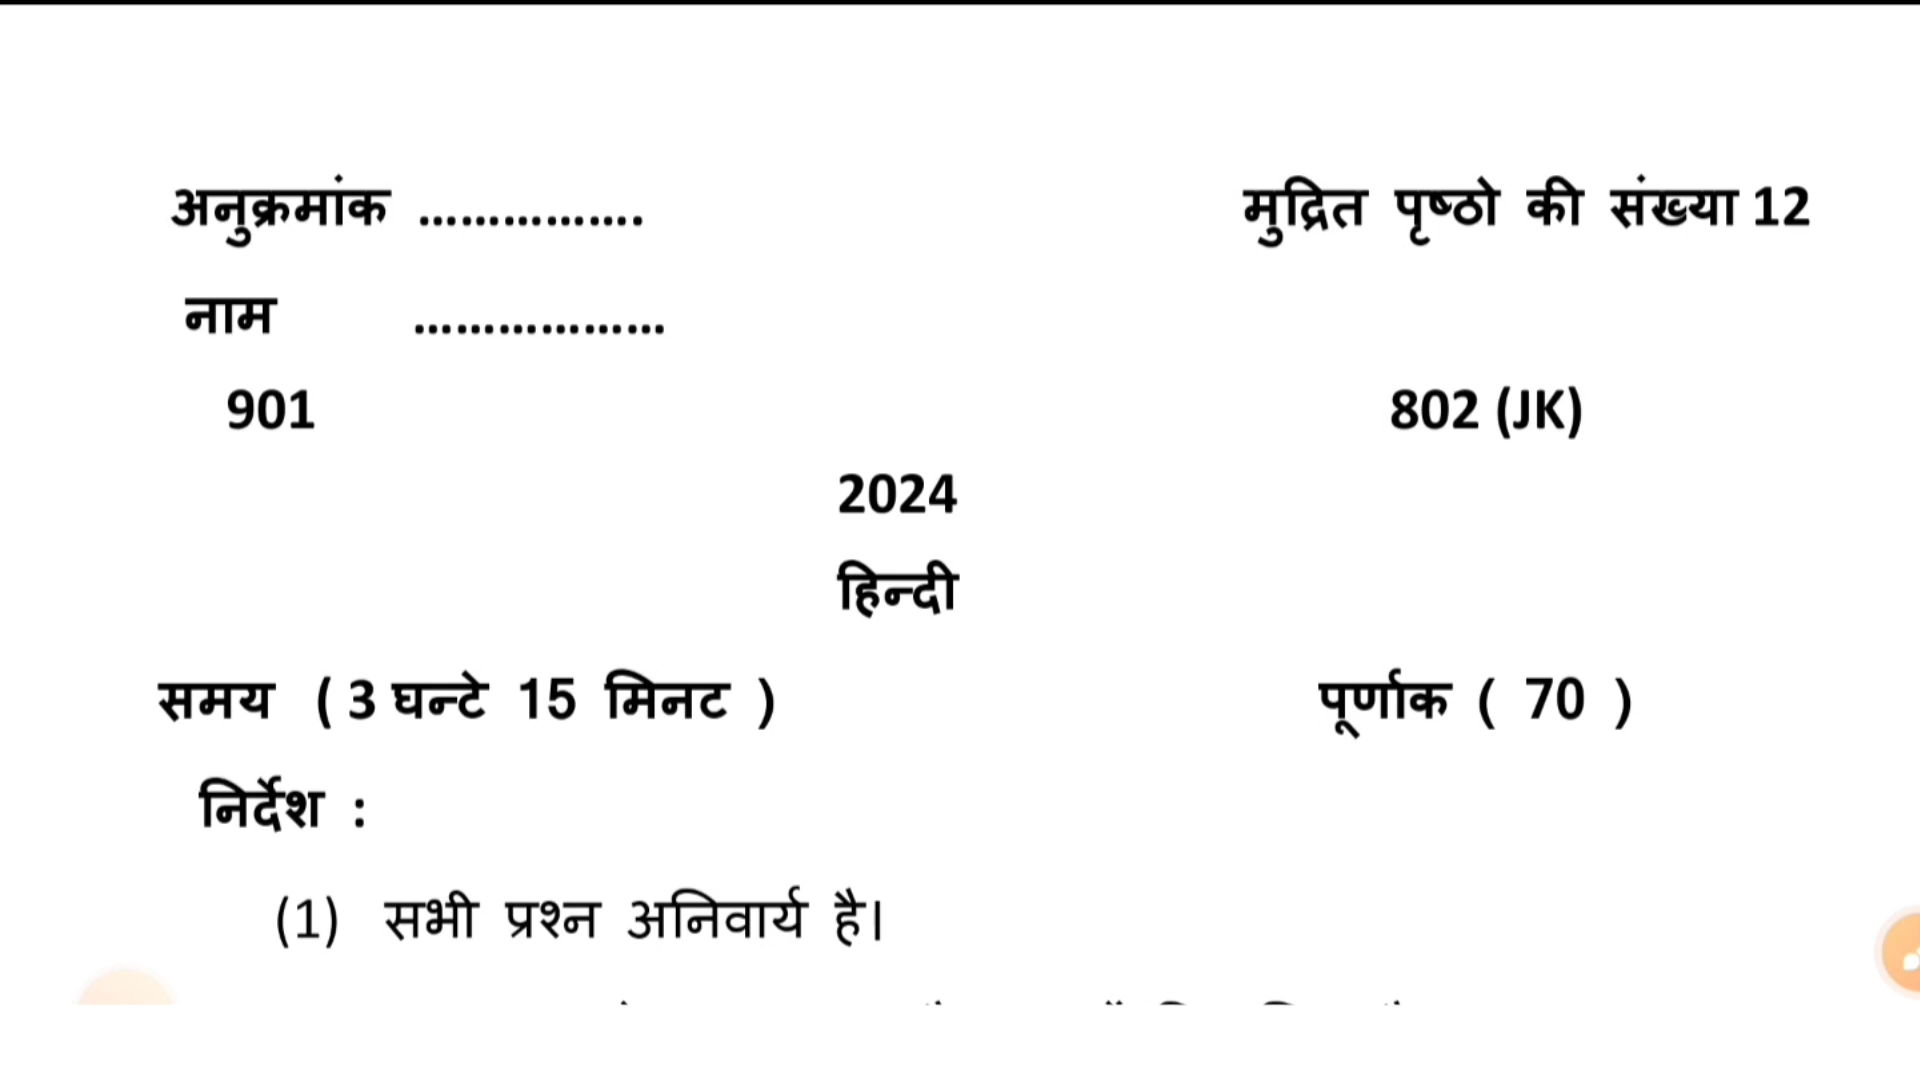 अनुक्रमांक ................ मुद्रित पृष्ठो की संख्या 12
नाम ..................
901 802 (JK)
2024
हिन्दी
समय ( 3 घन्टे 15 मिनट ) पूर्णाक ( 70 )
निर्देश :
(1) सभी प्रश्न अनिवार्य है।